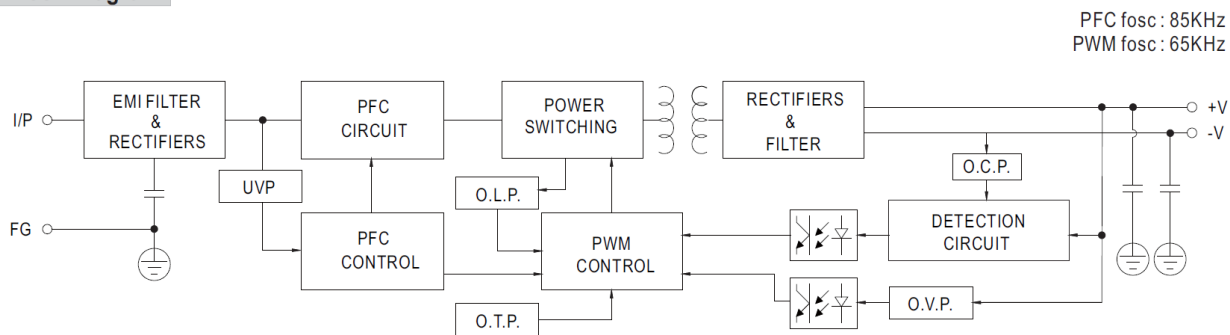 PFC fosc : 85KHz
PWM fosc : 65KHz
I/P
EMI FILTER
&
RECTIFIERS
PFC
CIRCUIT
POWER
SWITCHING
RECTIFIERS
&
FILTER
+V
-V
UVP
O.L.P.
O.C.P.
FG
PFC
CONTROL
PWM
CONTROL
DETECTION
CIRCUIT
O.T.P.
O.V.P.